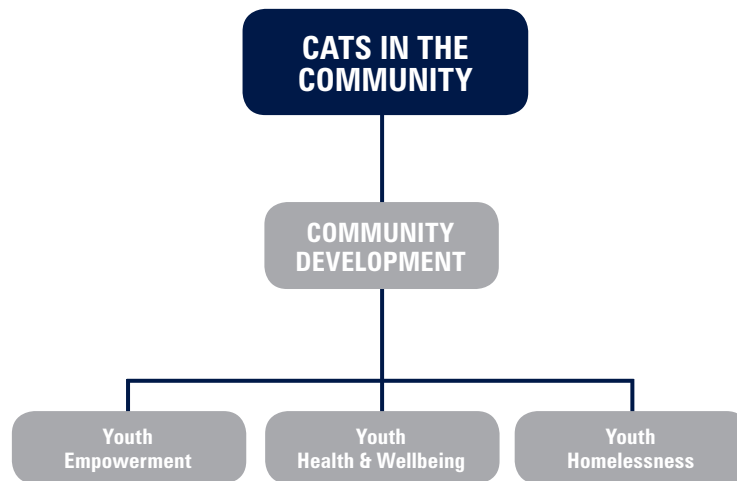 CATS IN THE
COMMUNITY
COMMUNITY
DEVELOPMENT
Youth
Empowerment
Youth
Health & Wellbeing
Youth
Homelessness